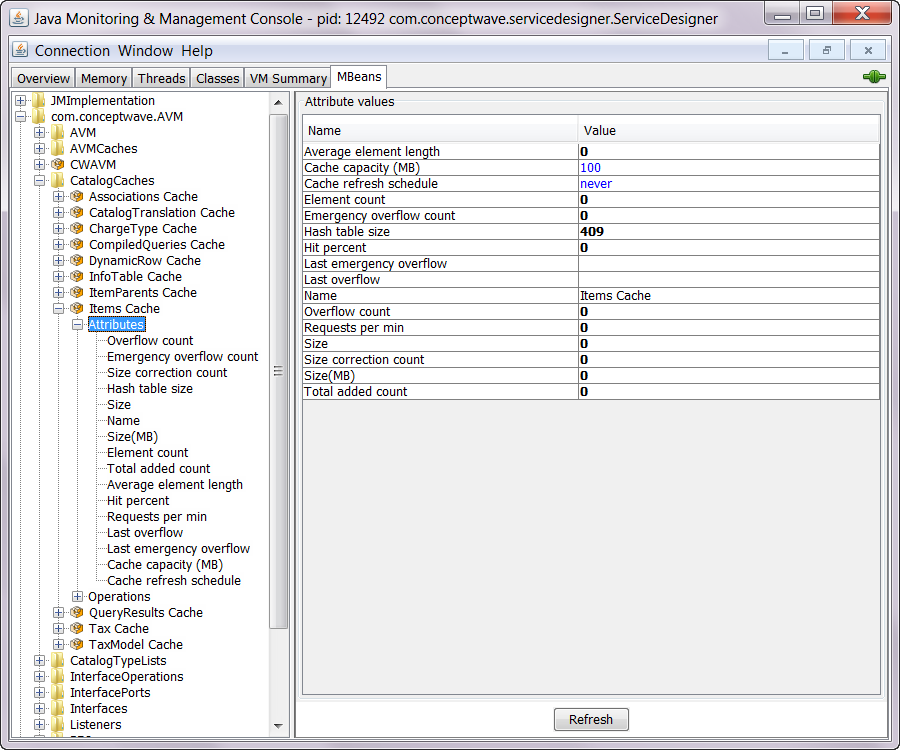 Java Monitoring & Management Console - pid: 12492 com.conceptwave.servicedesigner.ServiceDesigner
Connection Window Help
Overview Memory Threads Classes VM Summary MBeans
JMImplementation
com.conceptwave.AVM
AVM
AVMCaches
CWAVM
CatalogCaches
Associations Cache
CatalogTranslation Cache
ChargeType Cache
CompiledQueries Cache
DynamicRow Cache
InfoTable Cache
ItemParents Cache
Items Cache
Attributes
Overflow count
Emergency overflow count
Size correction count
Hash table size
Size
Name
Size(MB)
Element count
Total added count
Average element length
Hit percent
Requests per min
Last overflow
Last emergency overflow
Cache capacity (MB)
Cache refresh schedule
Operations
QueryResults Cache
Tax Cache
TaxModel Cache
CatalogTypeLists
InterfaceOperations
InterfacePorts
Interfaces
Listeners
Attribute values
Name Value
Average element length 0
Cache capacity (MB) 100
Cache refresh schedule never
Element count 0
Emergency overflow count 0
Hash table size 409
Hit percent 0
Last emergency overflow
Last overflow
Name Items Cache
Overflow count 0
Requests per min 0
Size 0
Size correction count 0
Size(MB) 0
Total added count 0
Refresh